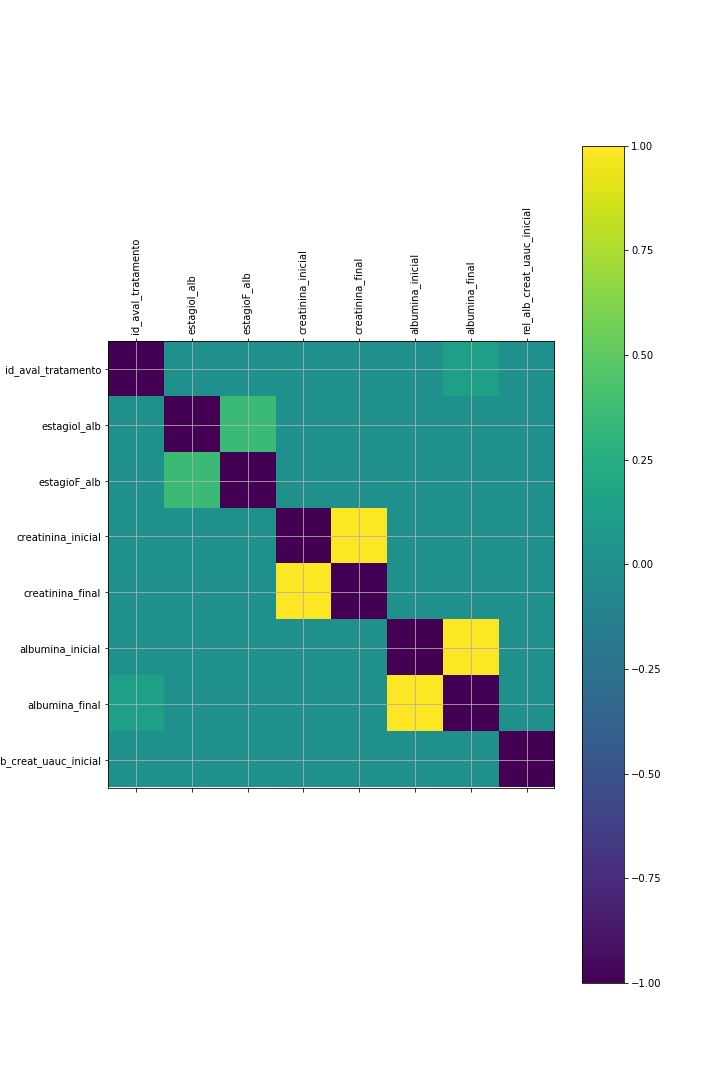 id_aval_tratamento
estagioI_alb
estagioF_alb
creatinina_inicial
creatinina_final
albumina_inicial
albumina_final
rel_alb_creat_uauc_inicial
id_aval_tratamento
estagioI_alb
estagioF_alb
creatinina_inicial
creatinina_final
albumina_inicial
albumina_final
b_creat_uauc_inicial
1.00
0.75
0.50
0.25
0.00
−0.25
−0.50
−0.75
−1.00